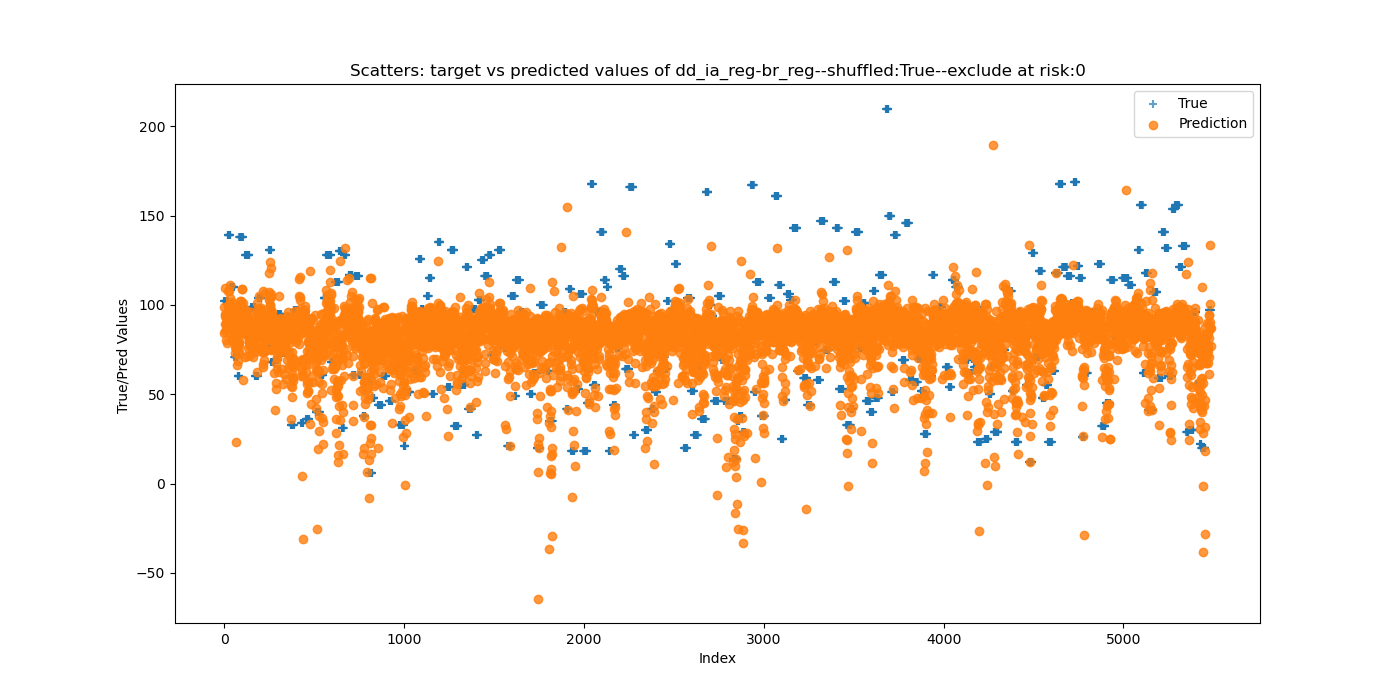 Scatters: target vs predicted values of dd_ia_reg-br_reg--shuffled:True--exclude at risk:0
True
Prediction
200
150
100
50
0
−50
True/Pred Values
0 1000 2000 3000 4000 5000
Index